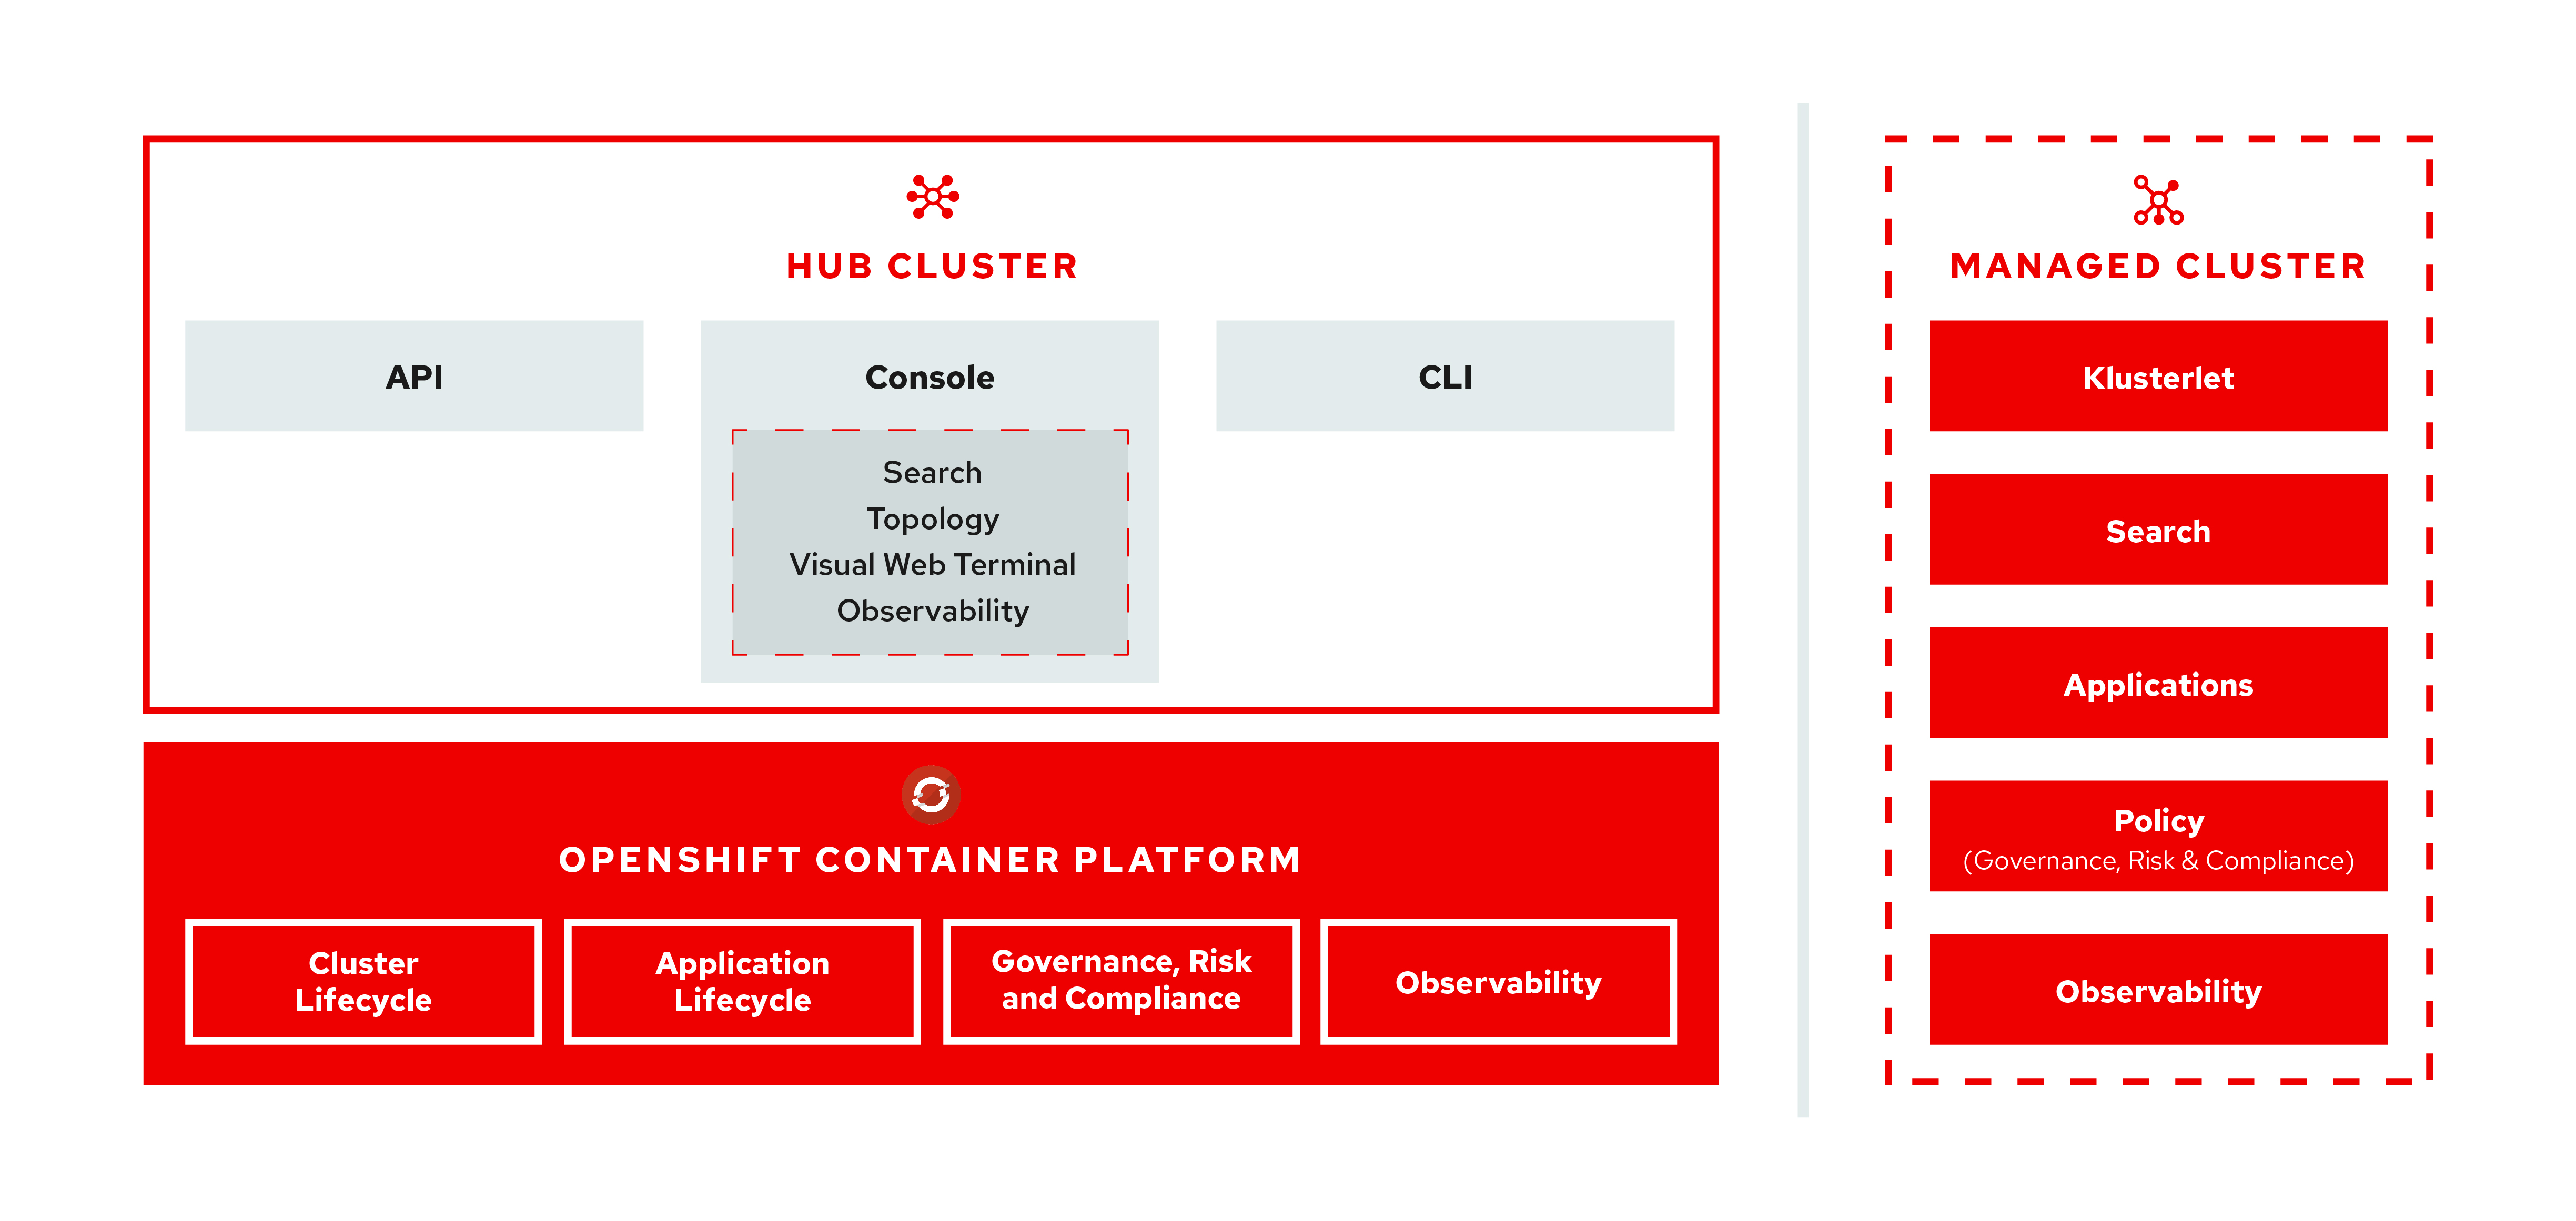 HUB CLUSTER
API
Console
CLI
Search
Topology
Visual Web Terminal
Observability
OPENSHIFT CONTAINER PLATFORM
Cluster
Lifecycle
Application
Lifecycle
Governance, Risk
and Compliance
Observability
MANAGED CLUSTER
Klusterlet
Search
Applications
Policy
(Governance, Risk & Compliance)
Observability